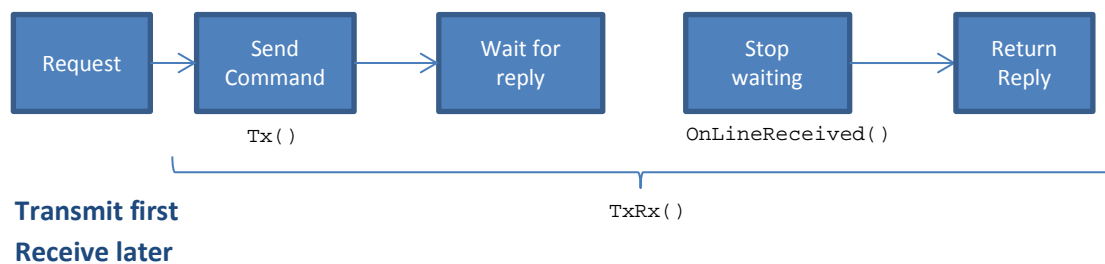 Request
Send
Command
Wait for
reply
Stop
waiting
Return
Reply
Tx()
OnLineReceived()
TxRx()
Transmit first
Receive later